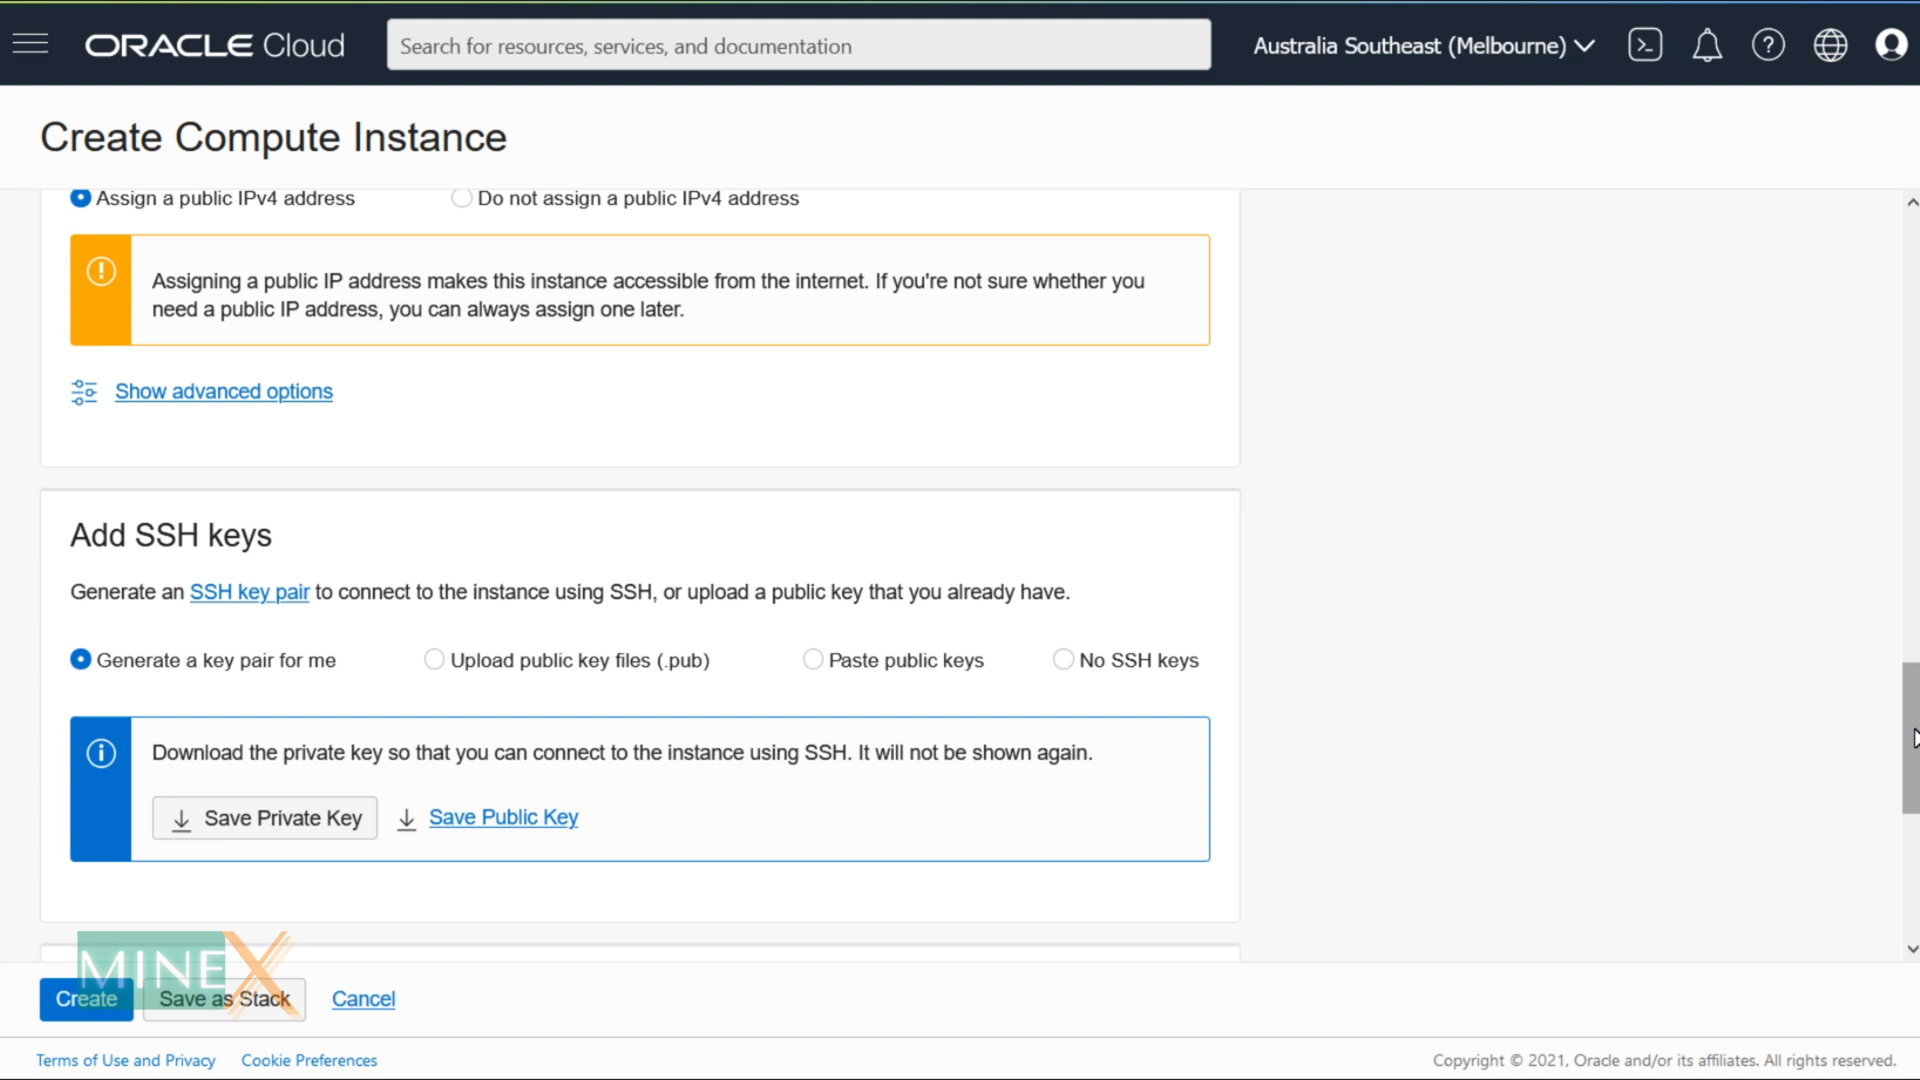 ORACLE Cloud
Search for resources, services, and documentation
Australia Southeast (Melbourne)
Create Compute Instance
Assign a public IPv4 address
Do not assign a public IPv4 address
Assigning a public IP address makes this instance accessible from the internet. If you're not sure whether you
need a public IP address, you can always assign one later.
Show advanced options
Add SSH keys
Generate an SSH key pair to connect to the instance using SSH, or upload a public key that you already have.
Generate a key pair for me
Upload public key files (.pub)
Paste public keys
No SSH keys
Download the private key so that you can connect to the instance using SSH. It will not be shown again.
Save Private Key
Save Public Key
MINEX
Create
Save as Stack
Cancel
Terms of Use and Privacy
Cookie Preferences
Copyright © 2021, Oracle and/or its affiliates. All rights reserved.